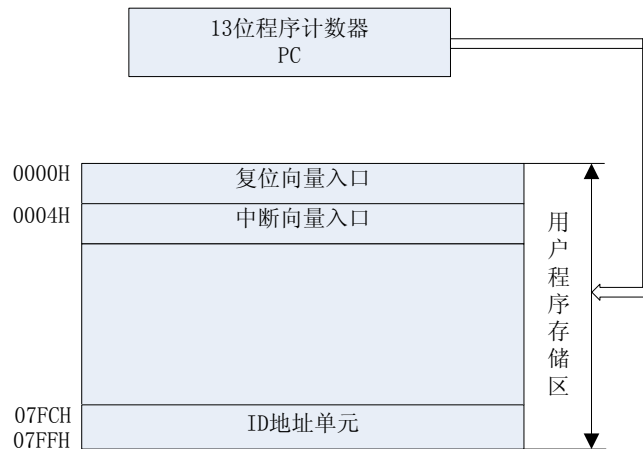 13位程序计数器
PC
0000H
复位向量入口
0004H
中断向量入口
用户程序存储区
07FCH
ID地址单元
07FFH